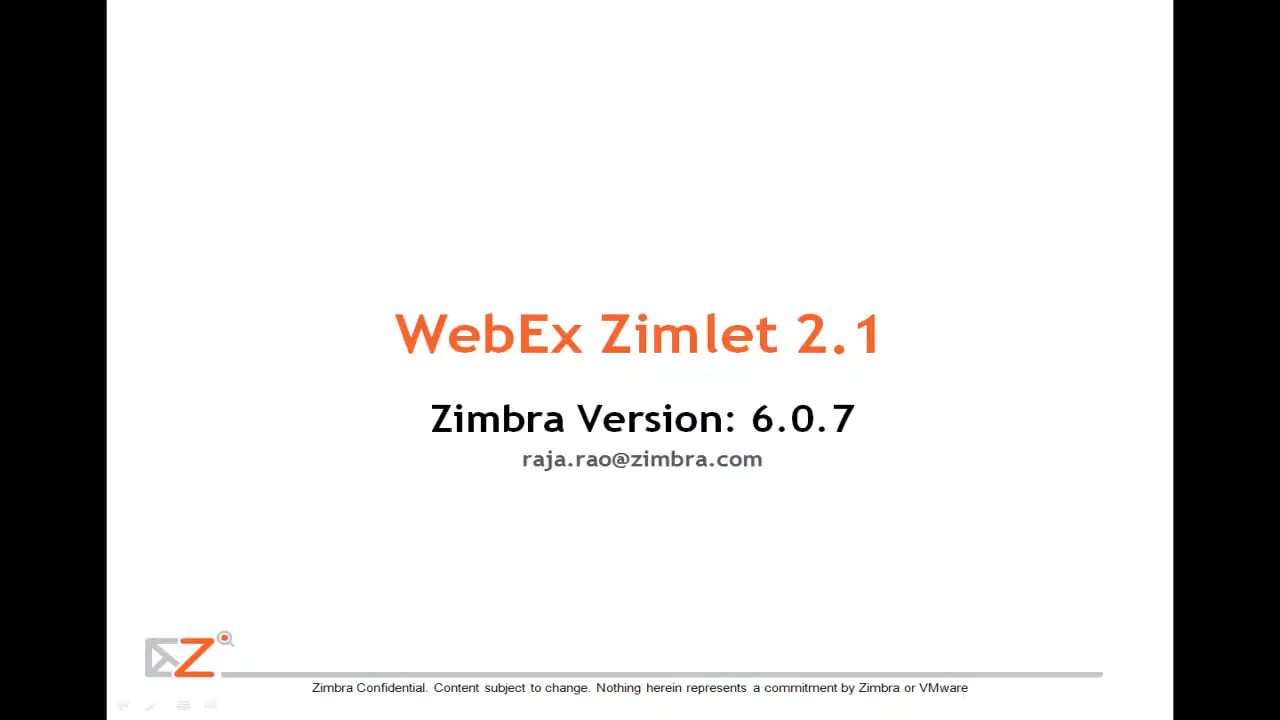 WebEx Zimlet 2.1
Zimbra Version: 6.0.7
raja.rao@zimbra.com
Zimbra Confidential. Content subject to change. Nothing herein represents a commitment by Zimbra or VMware